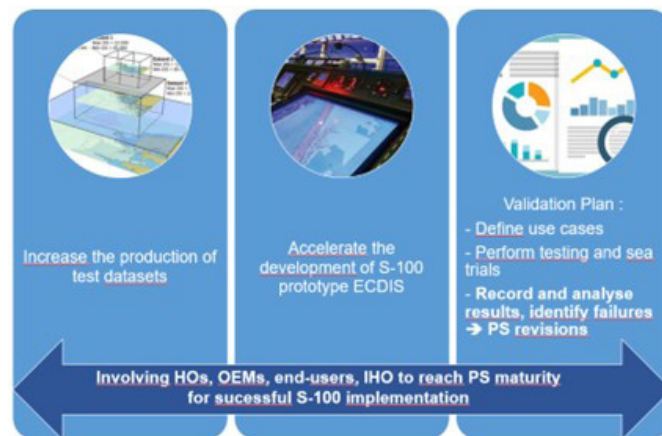 Increase the production of
test datasets
Accelerate the
development of S-100
prototype ECDIS
Validation Plan :
- Define use cases
- Perform testing and sea
trials
- Record and analyse
results, identify failures
➔ PS revisions
Involving HOs, OEMs, end-users, IHO to reach PS maturity
for sucessful S-100 implementation